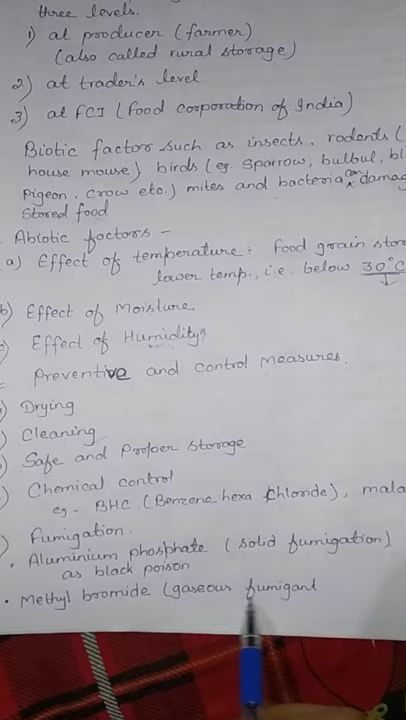 three levels.
1) at producer (farmer)
(also called rural storage)
2) at trader's level
3) at FCI (Food corporation of India)
Biotic factors such as insects, rodents (
house mouse) birds (eg. Sparrow, bulbul, bl
Pigeon, crow etc.) mites and bacteria can damag
Stored food
Abiotic factors -
a) Effect of temperature: Food grain stor
lower temp., i.e. below 30°C
b) Effect of Moisture
) Effect of Humidity
Preventive and control measures.
) Drying
) Cleaning
) Safe and proper storage
) Chemical control
eg - BHC (Benzene hexa chloride), mala
) Fumigation.
• Aluminium phosphate (solid fumigation)
as black poison.
• Methyl bromide (gaseous fumigant